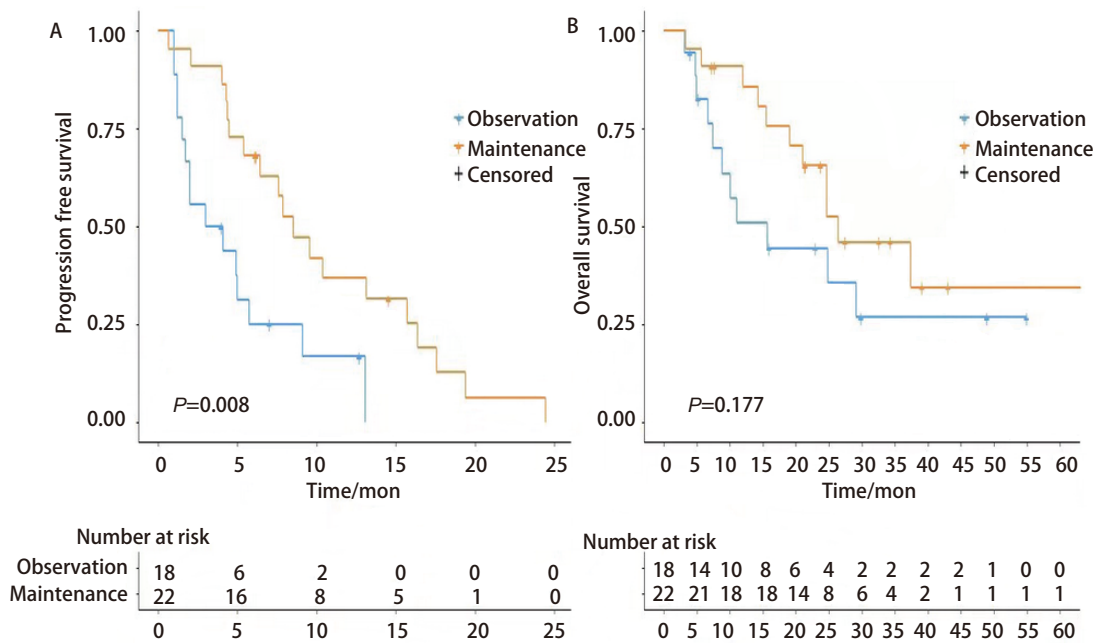 A
1.00
0.75
0.50
0.25
0.00
Progression free survival
Observation
Maintenance
Censored
P=0.008
0 5 10 15 20 25
Time/mon
Number at risk
Observation 18 6 2 0 0 0
Maintenance 22 16 8 5 1 0
0 5 10 15 20 25
B
1.00
0.75
0.50
0.25
0.00
Overall survival
Observation
Maintenance
Censored
P=0.177
0 5 10 15 20 25 30 35 40 45 50 55 60
Time/mon
Number at risk
18 14 10 8 6 4 2 2 2 2 1 0 0
22 21 18 18 14 8 6 4 2 1 1 1 1
0 5 10 15 20 25 30 35 40 45 50 55 60